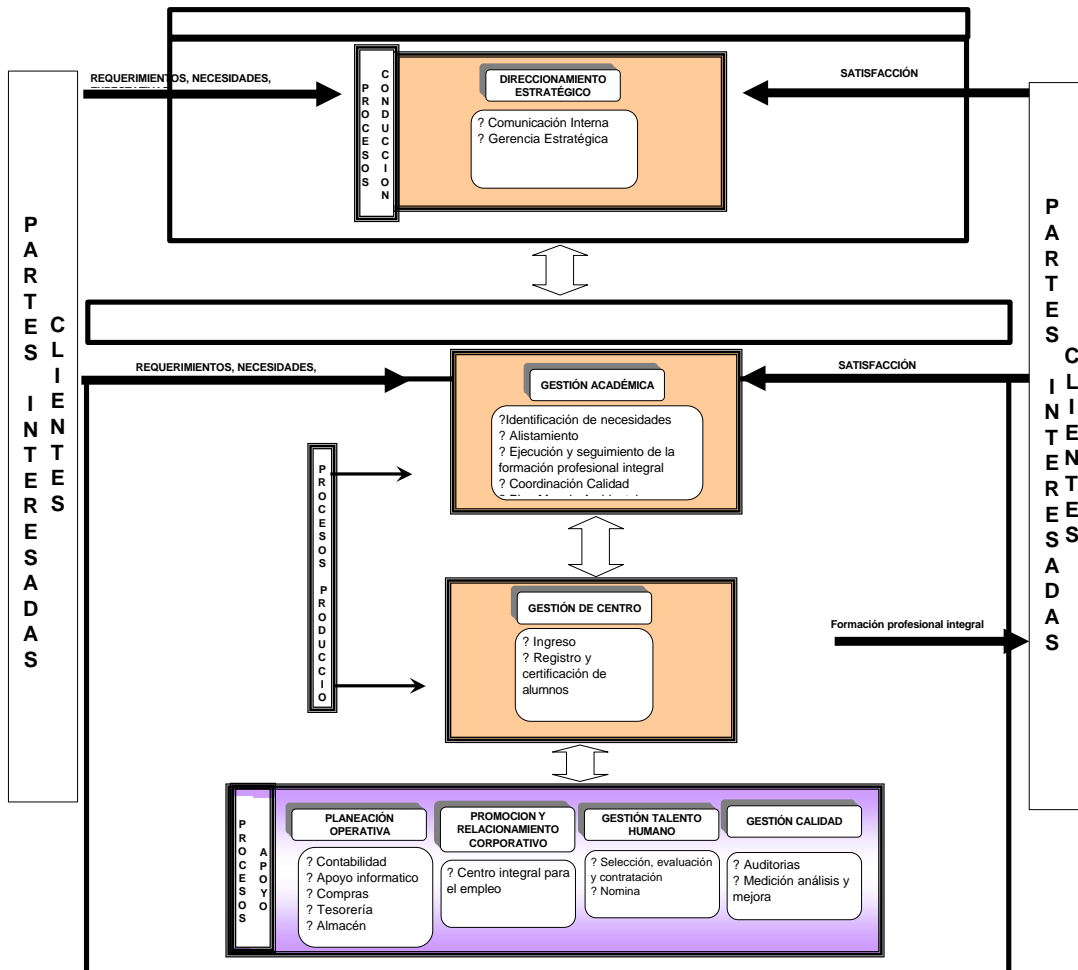 REQUERIMIENTOS, NECESIDADES,
SATISFACCIÓN
PROCESOS
CONDUCCION
DIRECCIONAMIENTO
ESTRATÉGICO
? Comunicación Interna
? Gerencia Estratégica
PARTES INTERESADAS
CLIENTES
PARTES INTERESADAS
CLIENTES
REQUERIMIENTOS, NECESIDADES,
SATISFACCIÓN
GESTIÓN ACADÉMICA
?Identificación de necesidades
? Alistamiento
? Ejecución y seguimiento de la
formación profesional integral
? Coordinación Calidad
PROCESOS PRODUCCIO
GESTIÓN DE CENTRO
? Ingreso
? Registro y
certificación de
alumnos
Formación profesional integral
PROCESOS
APOYO
PLANEACIÓN
OPERATIVA
? Contabilidad
? Apoyo informatico
? Compras
? Tesorería
? Almacén
PROMOCION Y
RELACIONAMIENTO
CORPORATIVO
? Centro integral para
el empleo
GESTIÓN TALENTO
HUMANO
? Selección, evaluación
y contratación
? Nomina
GESTIÓN CALIDAD
? Auditorias
? Medición análisis y
mejora